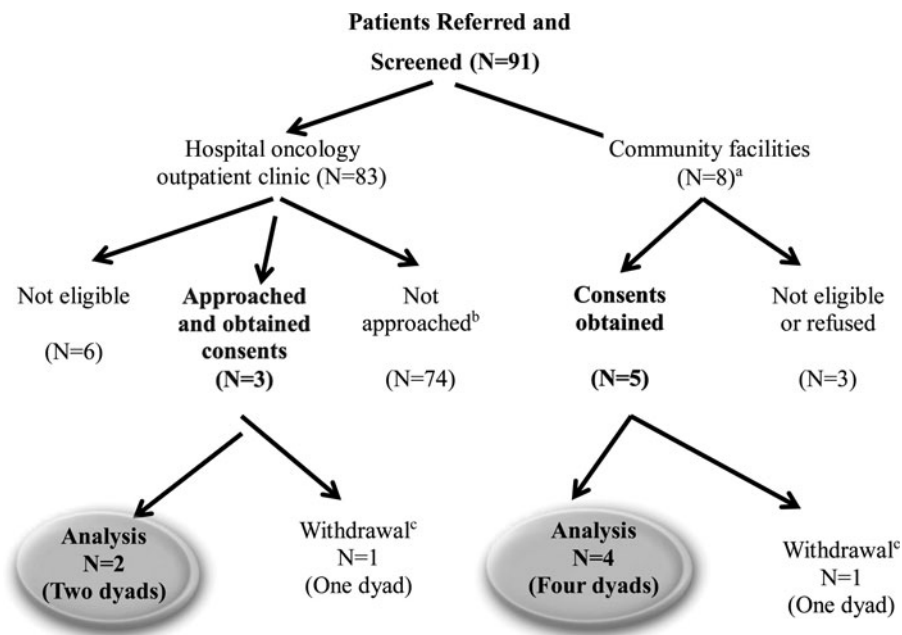 Patients Referred and
Screened (N=91)
Hospital oncology
outpatient clinic (N=83)
Community facilities
(N=8)ᵃ
Not eligible
(N=6)
Approached
and obtained
consents
(N=3)
Not
approachedᵇ
(N=74)
Consents
obtained
(N=5)
Not eligible
or refused
(N=3)
Analysis
N=2
(Two dyads)
Withdrawalᶜ
N=1
(One dyad)
Analysis
N=4
(Four dyads)
Withdrawalᶜ
N=1
(One dyad)